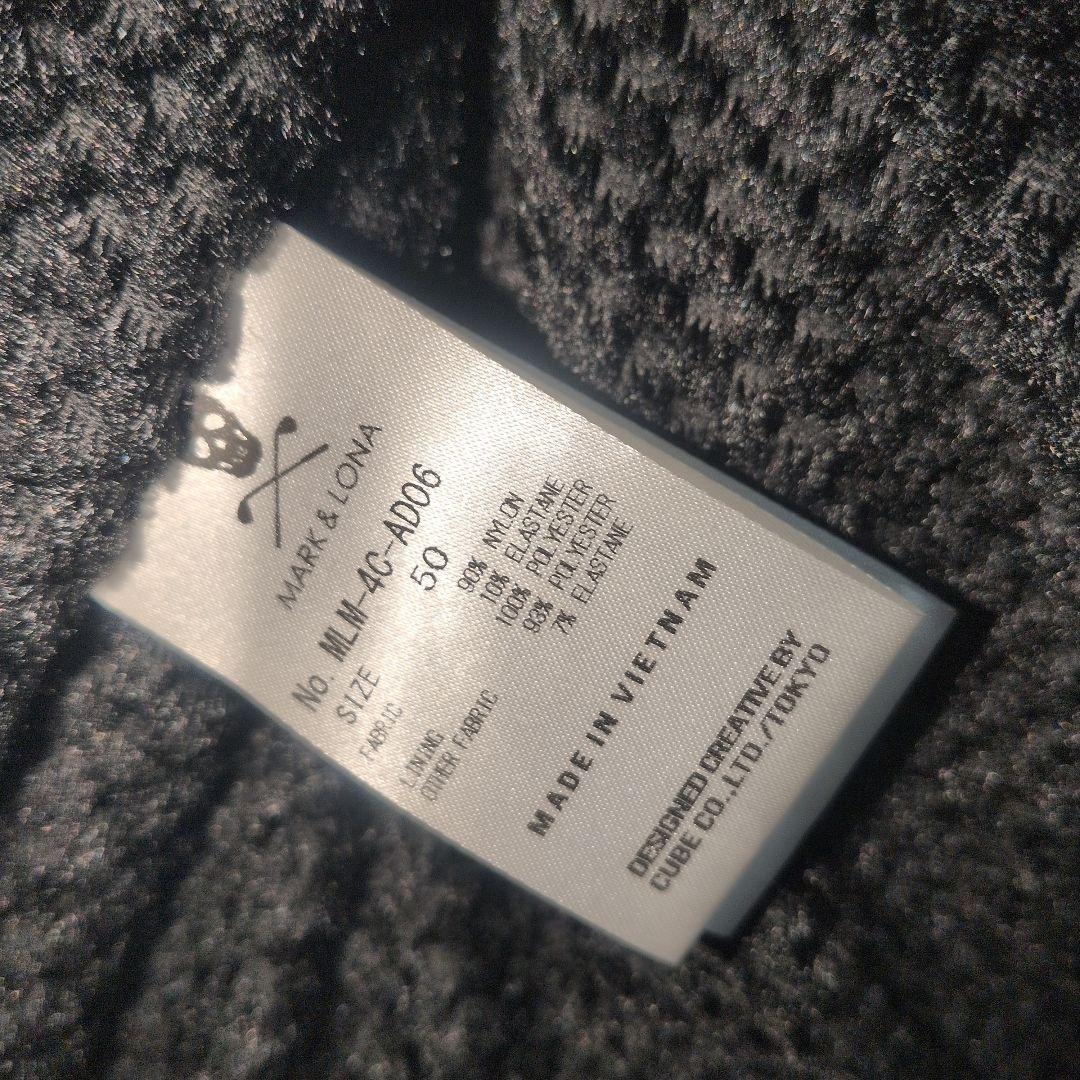 MARK & LONA
No. MLM-4C-AD06
SIZE 50
FABRIC 90% NYLON
10% ELASTANE
LINING 100% POLYESTER
OTHER FABRIC 93% POLYESTER
7% ELASTANE
MADE IN VIETNAM
DESIGNED CREATIVE BY
CUBE CO.,LTD./TOKYO